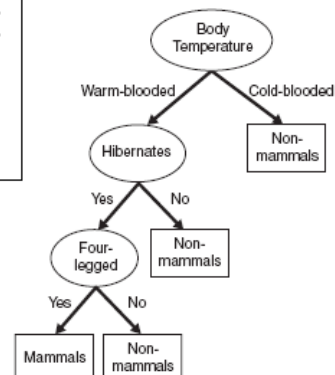 Body
Temperature
Warm-blooded
Cold-blooded
Hibernates
Non-
mammals
Yes
No
Four-
legged
Non-
mammals
Yes
No
Mammals
Non-
mammals